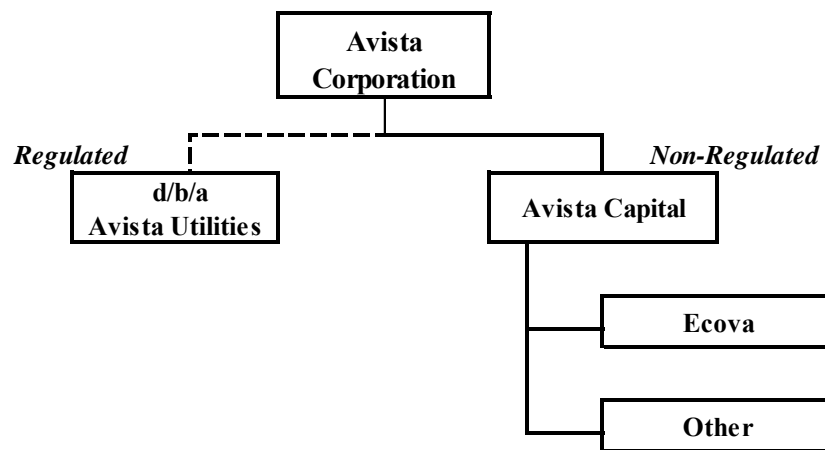 Avista
Corporation
Regulated
Non-Regulated
d/b/a
Avista Utilities
Avista Capital
Ecova
Other